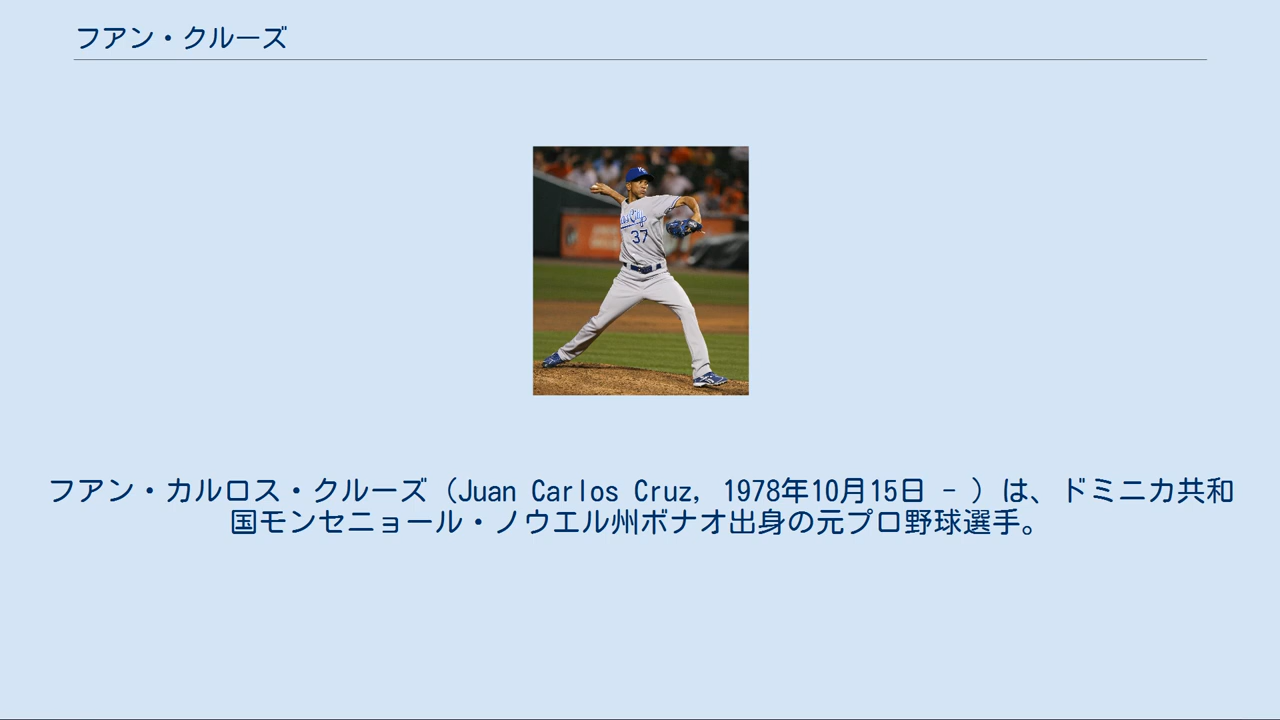 フアン・クルーズ
KC
37
フアン・カルロス・クルーズ（Juan Carlos Cruz, 1978年10月15日 - ）は、ドミニカ共和
国モンセニョール・ノウエル州ボナオ出身の元プロ野球選手。